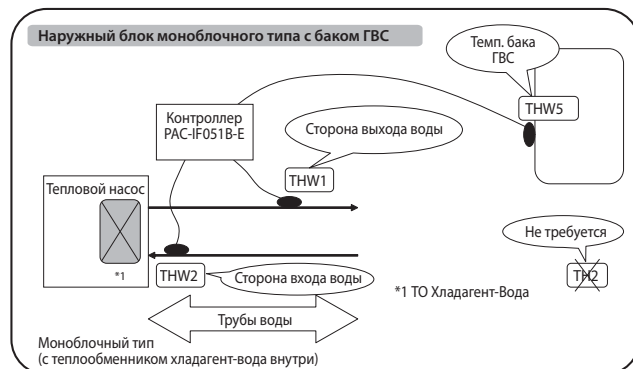 Наружный блок моноблочного типа с баком ГВС
Темп. бака
ГВС
THW5
Контроллер
PAC-IF051B-E
Сторона выхода воды
THW1
Тепловой насос
Не требуется
*1
THW2
Сторона входа воды
*1 ТО Хладагент-Вода
TH2
Трубы воды
Моноблочный тип
(с теплообменником хладагент-вода внутри)